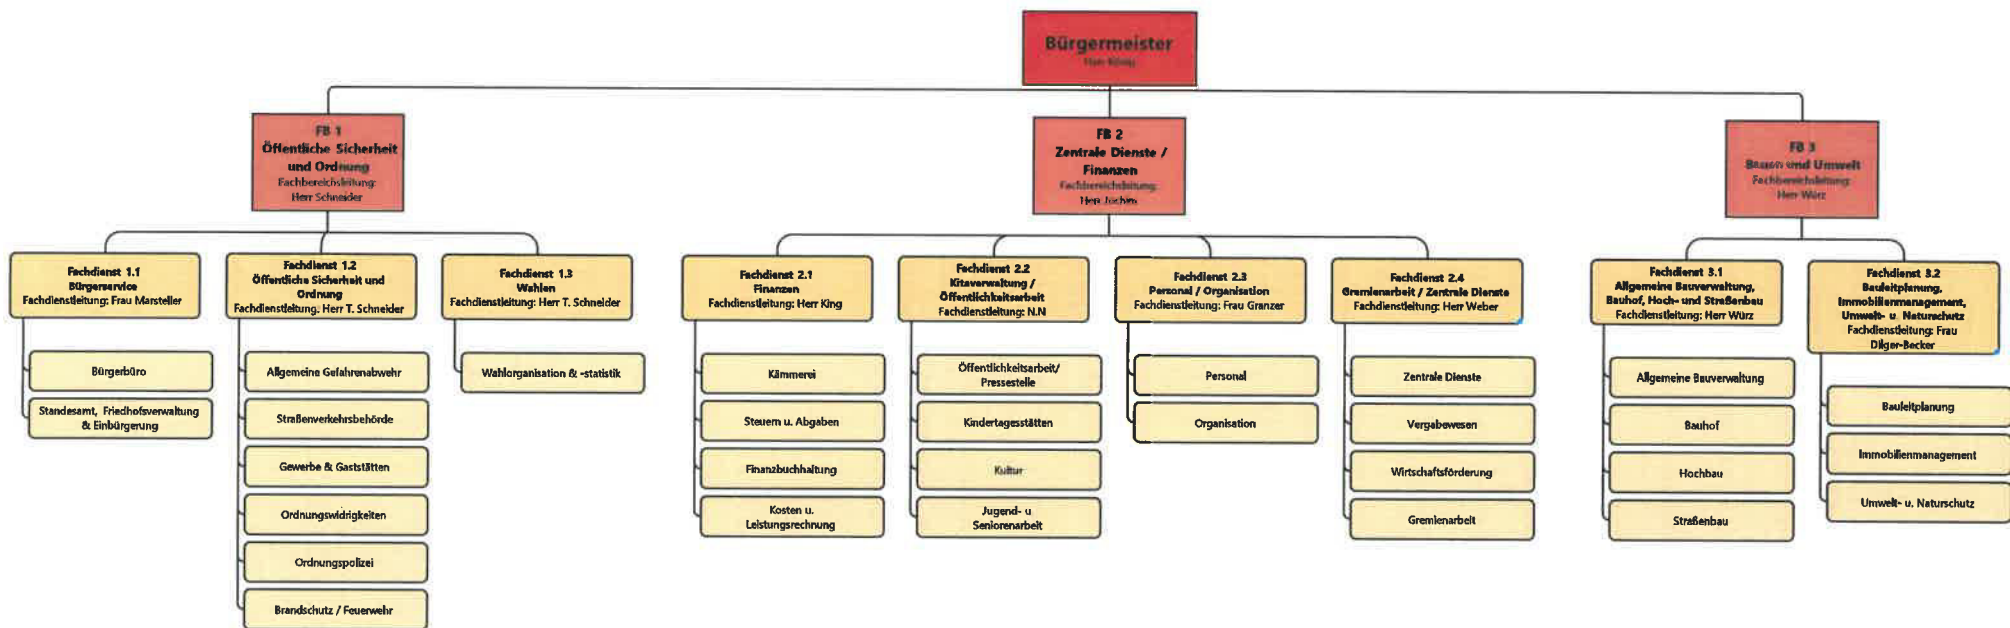 Bürgermeister
Herr König
FB 1
Öffentliche Sicherheit
und Ordnung
Fachbereichsleitung:
Herr Schneider
FB 2
Zentrale Dienste /
Finanzen
Fachbereichsleitung:
Herr Jochim
FB 3
Bauen und Umwelt
Fachbereichsleitung:
Herr Würz
Fachdienst 1.1
Bürgerservice
Fachdienstleitung: Frau Marsteller
Bürgerbüro
Standesamt, Friedhofsverwaltung
& Einbürgerung
Fachdienst 1.2
Öffentliche Sicherheit und
Ordnung
Fachdienstleitung: Herr T. Schneider
Allgemeine Gefahrenabwehr
Straßenverkehrsbehörde
Gewerbe & Gaststätten
Ordnungswidrigkeiten
Ordnungspolizei
Brandschutz / Feuerwehr
Fachdienst 1.3
Wahlen
Fachdienstleitung: Herr T. Schneider
Wahlorganisation & -statistik
Fachdienst 2.1
Finanzen
Fachdienstleitung: Herr King
Kämmerei
Steuern u. Abgaben
Finanzbuchhaltung
Kosten u.
Leistungsrechnung
Fachdienst 2.2
Kitaverwaltung /
Öffentlichkeitsarbeit
Fachdienstleitung: N.N
Öffentlichkeitsarbeit/
Pressestelle
Kindertagesstätten
Kultur
Jugend- u
Seniorenarbeit
Fachdienst 2.3
Personal / Organisation
Fachdienstleitung: Frau Granzer
Personal
Organisation
Fachdienst 2.4
Gremienarbeit / Zentrale Dienste
Fachdienstleitung: Herr Weber
Zentrale Dienste
Vergabewesen
Wirtschaftsförderung
Gremienarbeit
Fachdienst 3.1
Allgemeine Bauverwaltung,
Bauhof, Hoch- und Straßenbau
Fachdienstleitung: Herr Würz
Allgemeine Bauverwaltung
Bauhof
Hochbau
Straßenbau
Fachdienst 3.2
Bauleitplanung,
Immobilienmanagement,
Umwelt- u. Naturschutz
Fachdienstleitung: Frau
Dilger-Becker
Bauleitplanung
Immobilienmanagement
Umwelt- u. Naturschutz